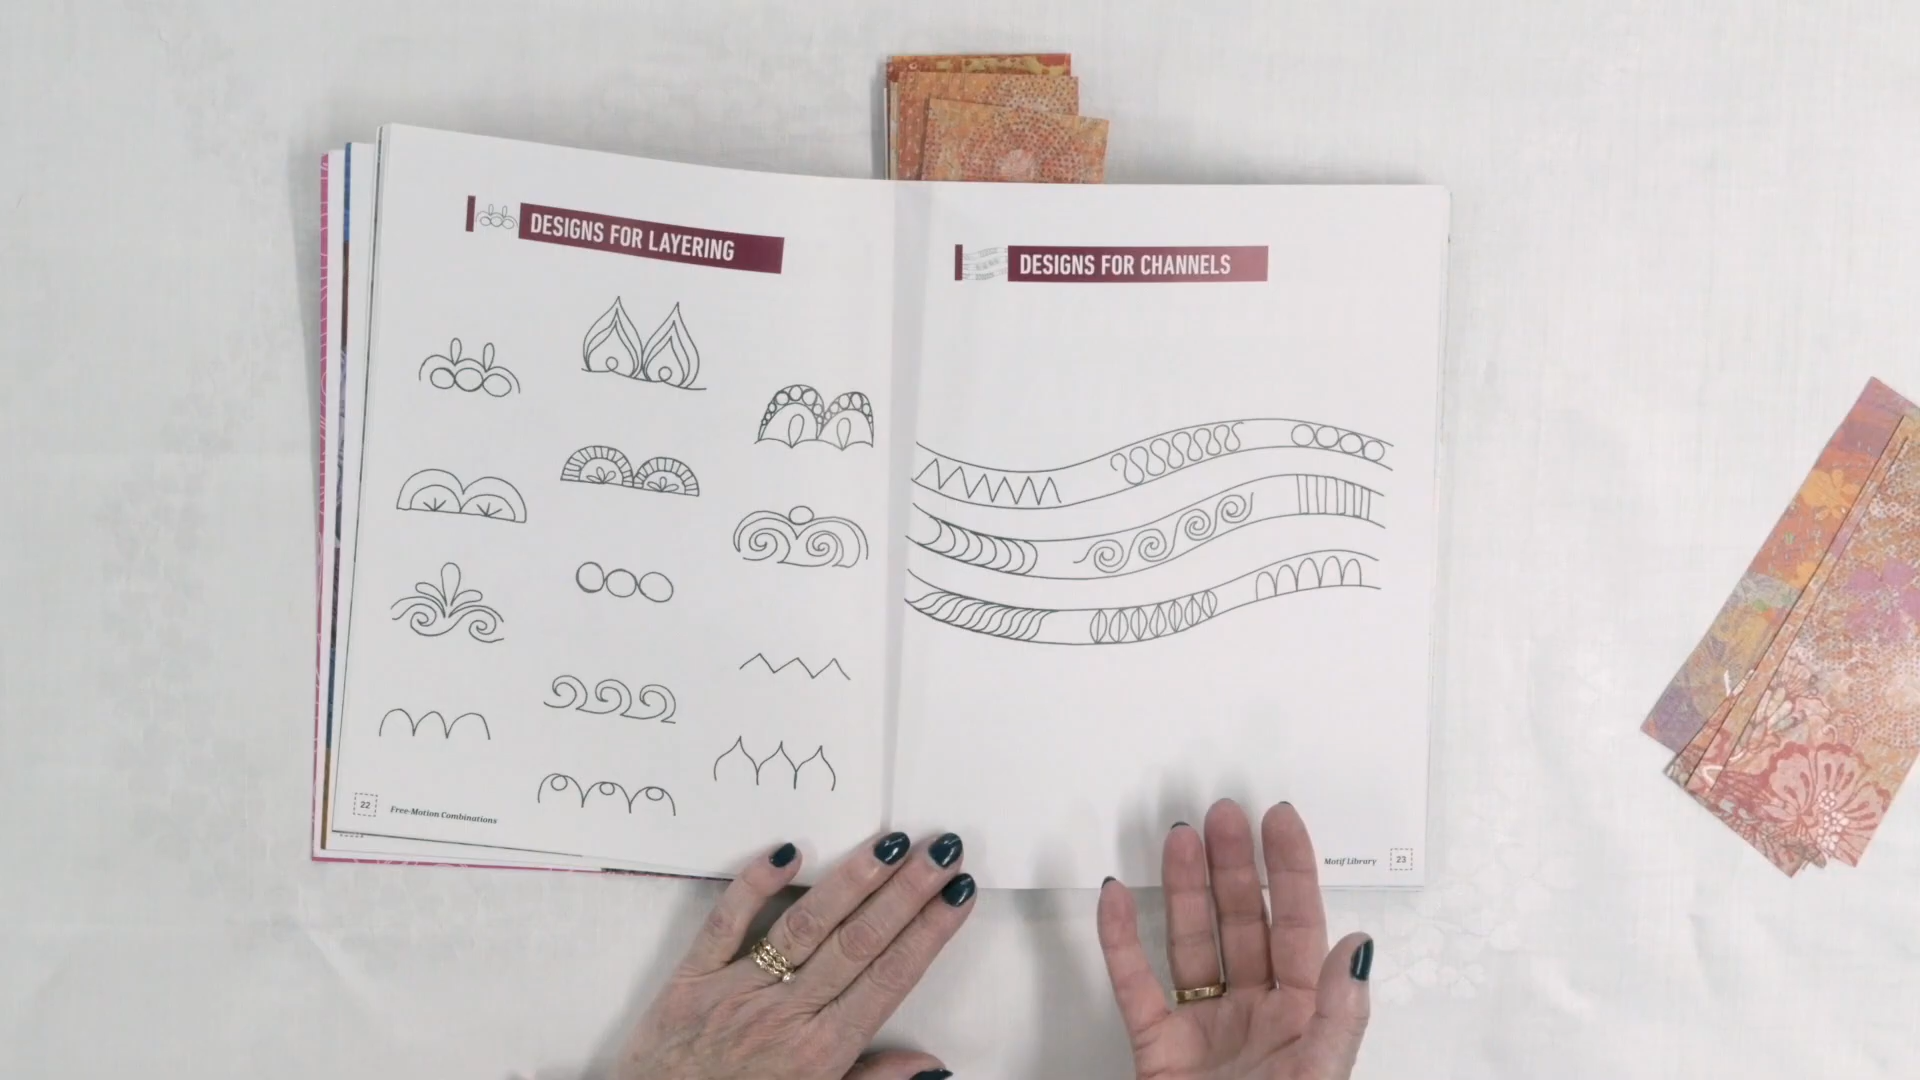 DESIGNS FOR LAYERING
22
Free-Motion Combinations
DESIGNS FOR CHANNELS
Motif Library
23